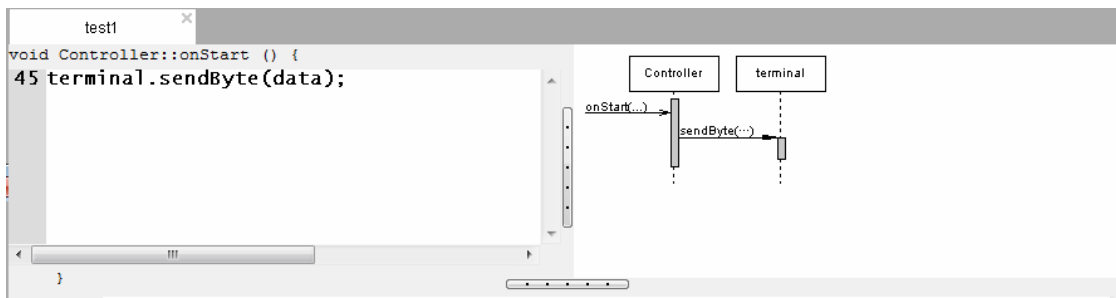 test1
void Controller::onStart () {
45 terminal.sendByte(data);
}
Controller
terminal
onStart(...)
sendByte(...)